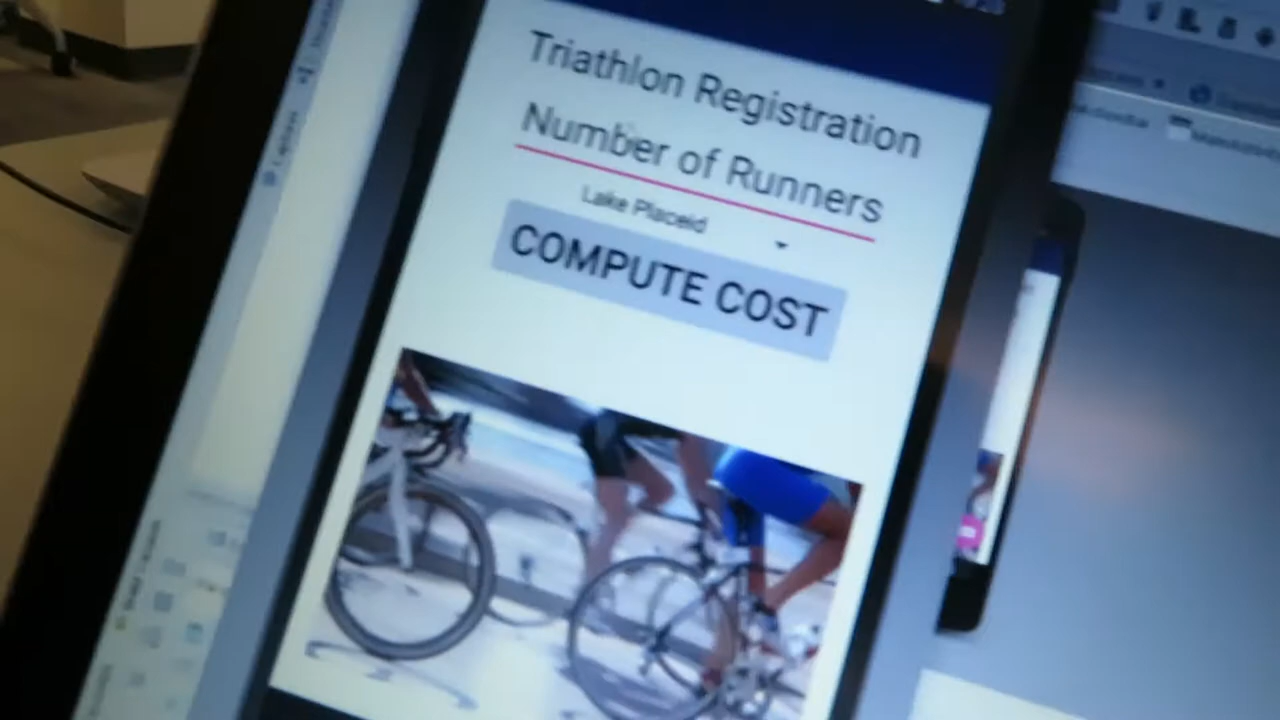 Triathlon Registration
Number of Runners
Lake Placeid
COMPUTE COST